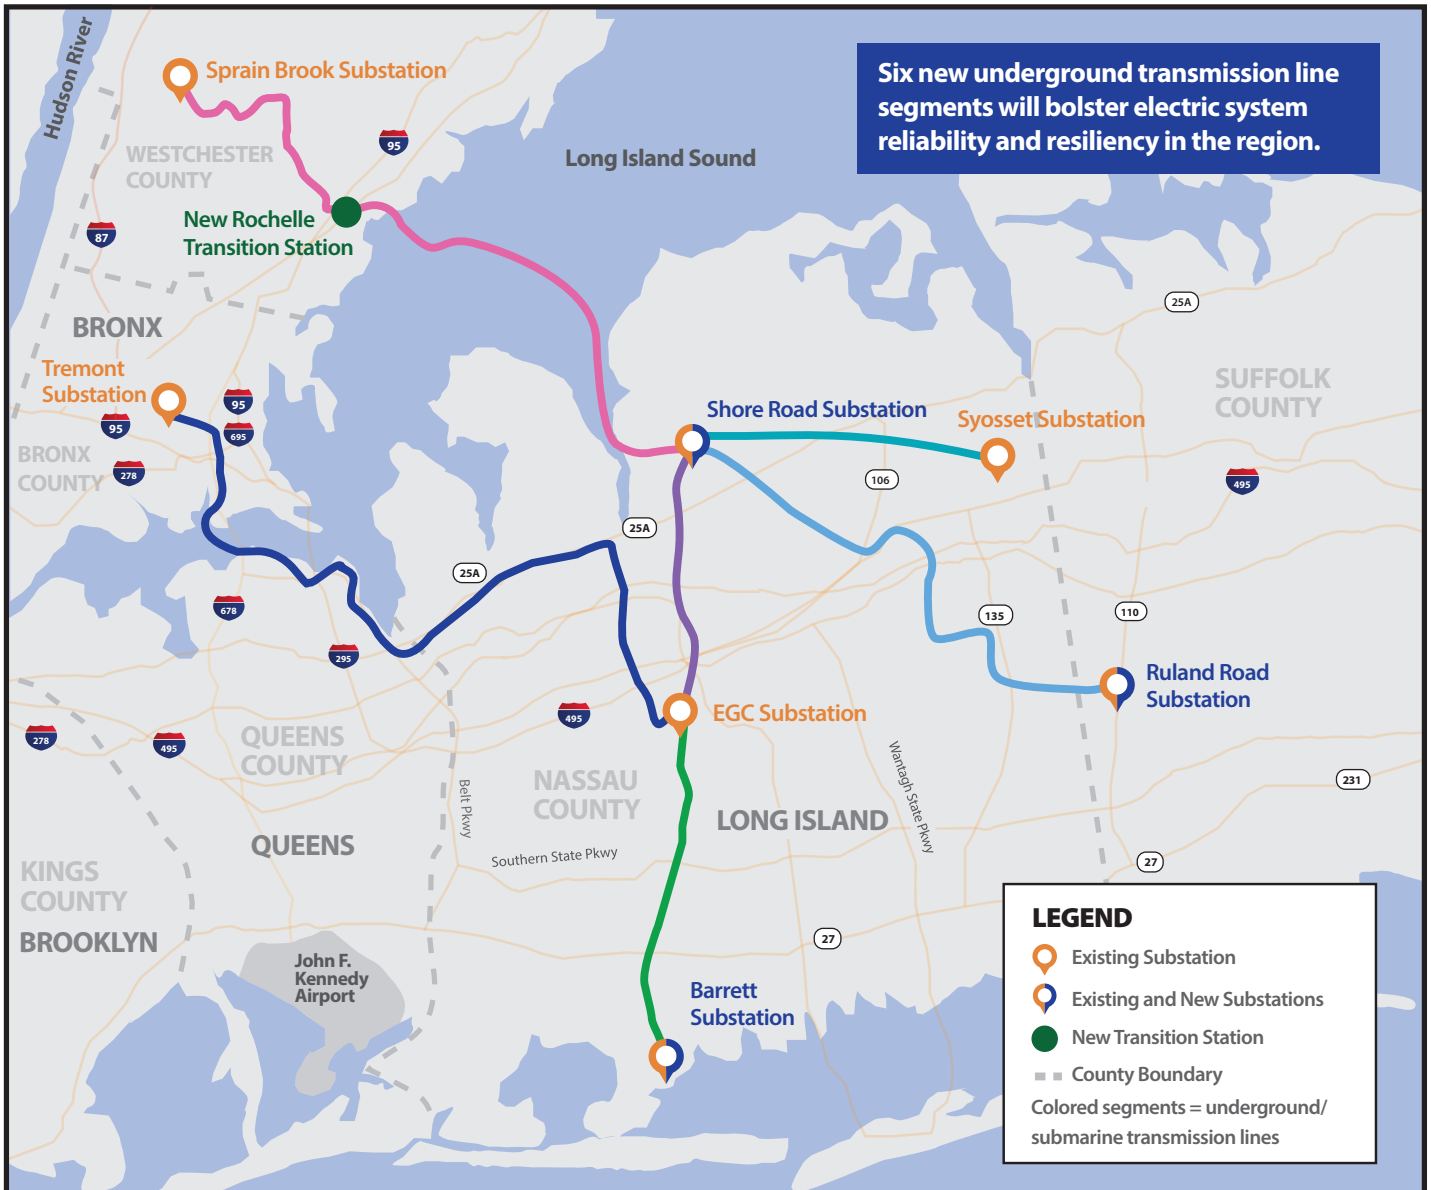 Hudson River
Sprain Brook Substation
Six new underground transmission line
segments will bolster electric system
reliability and resiliency in the region.
95
WESTCHESTER
COUNTY
Long Island Sound
New Rochelle
Transition Station
87
25A
BRONX
Tremont
Substation
95
95
695
SUFFOLK
COUNTY
Shore Road Substation
Syosset Substation
BRONX
COUNTY
278
106
495
25A
25A
678
295
135
110
Ruland Road
Substation
495
EGC Substation
278
495
QUEENS
COUNTY
NASSAU
COUNTY
Belt Pkwy
Wantagh State Pkwy
231
LONG ISLAND
QUEENS
Southern State Pkwy
27
KINGS
COUNTY
BROOKLYN
27
John F.
Kennedy
Airport
Barrett
Substation
LEGEND
Existing Substation
Existing and New Substations
New Transition Station
County Boundary
Colored segments = underground/
submarine transmission lines